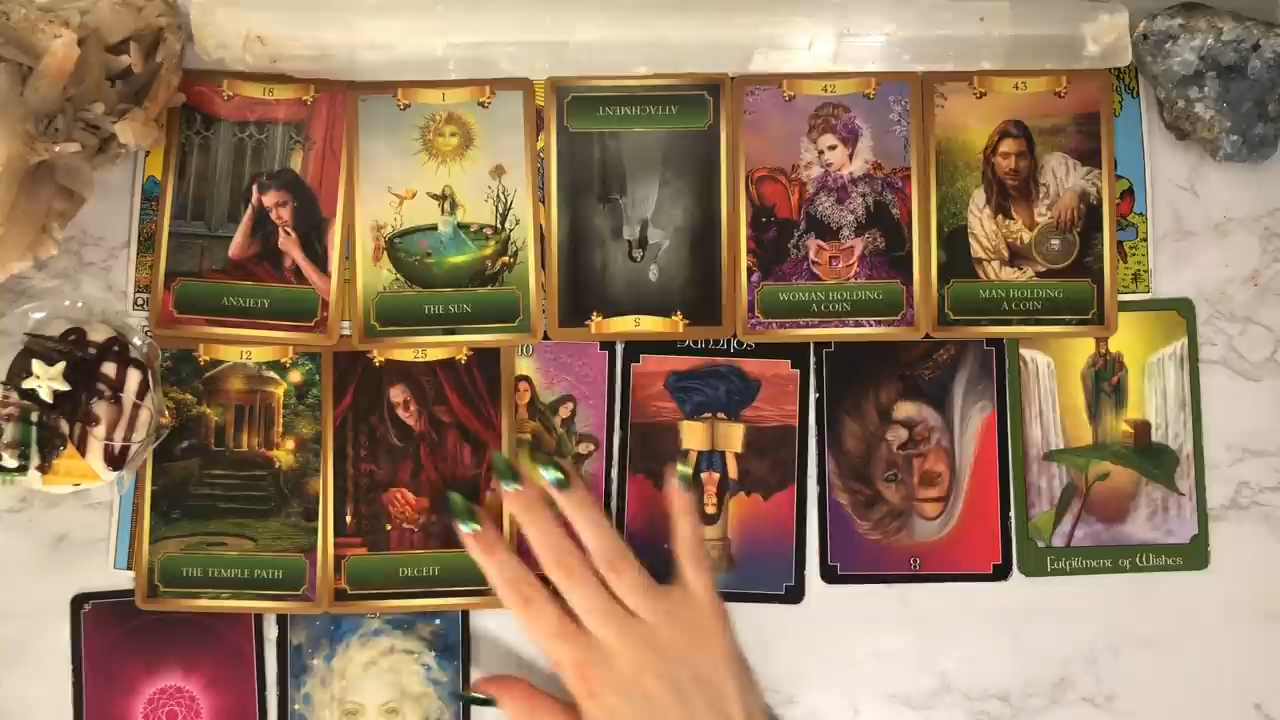 18
1
ATTACHMENT
42
43
ANXIETY
THE SUN
5
WOMAN HOLDING
A COIN
MAN HOLDING
A COIN
12
25
10
SOLITUDE
THE TEMPLE PATH
DECEIT
8
Fulfillment of Wishes